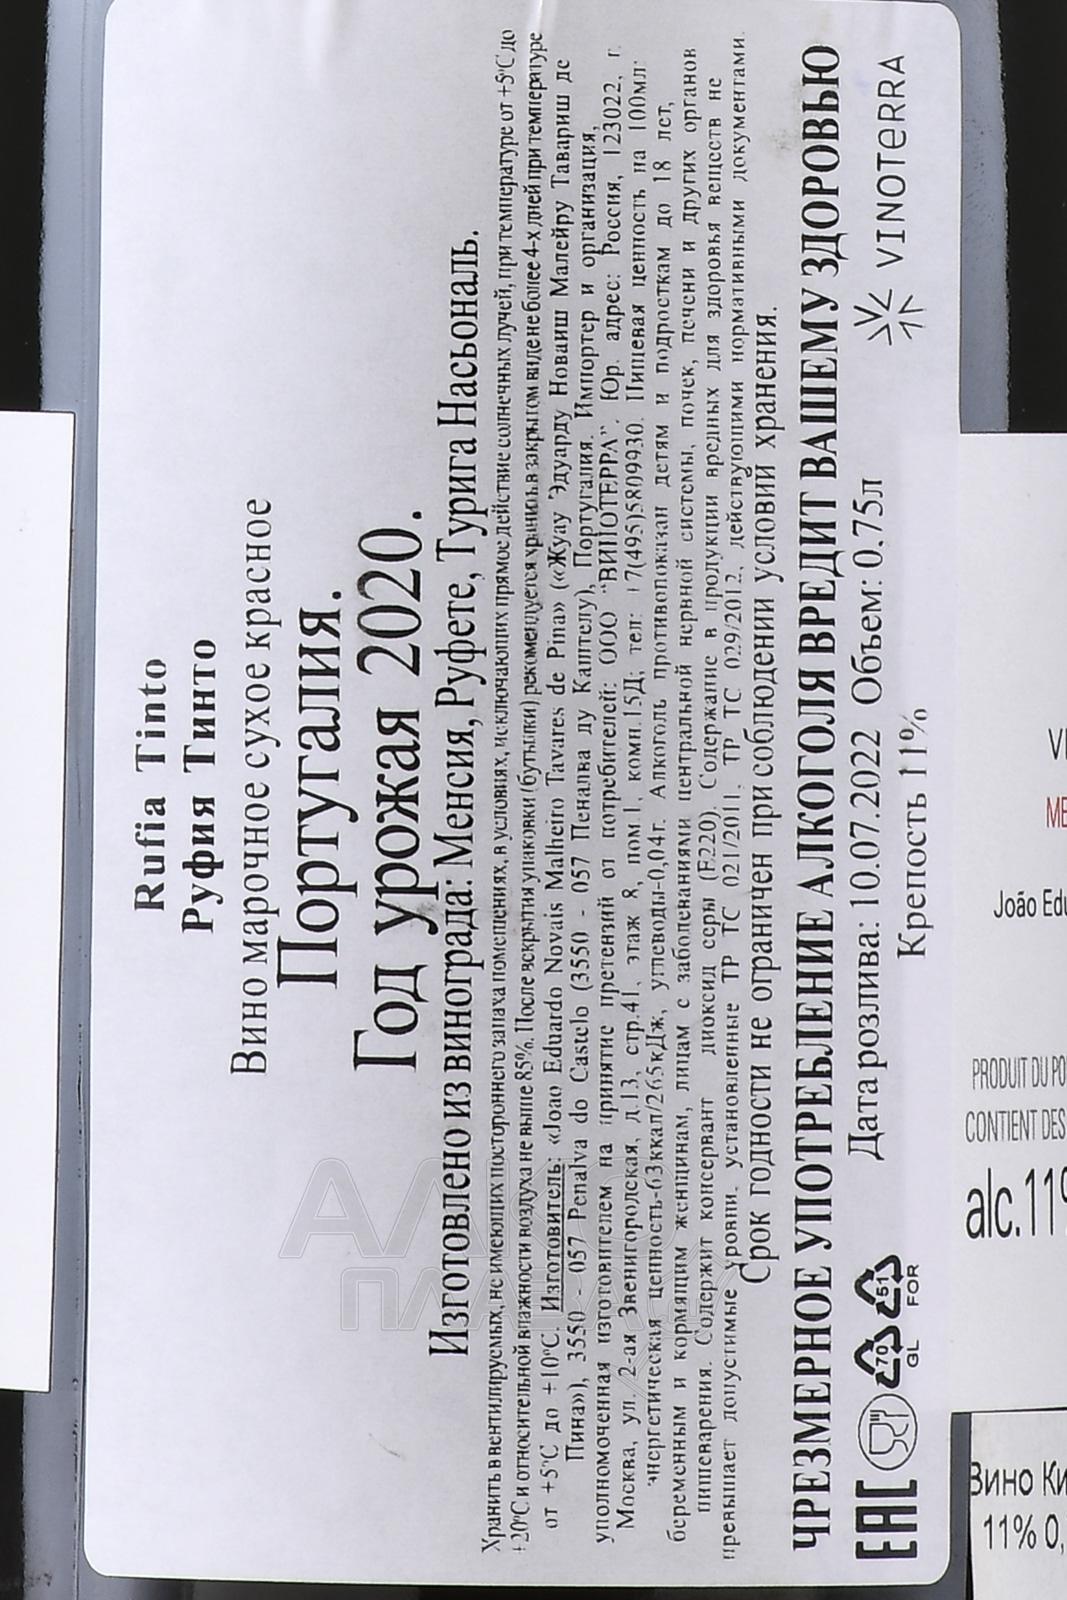 Rufia Tinto
Руфия Тинто
Вино марочное сухое красное
Португалия.
Год урожая 2020.
Изготовлено из винограда: Менсия, Руфете, Турига Насьональ.
Хранить в вентилируемых, не имеющих постороннего запаха помещениях, в условиях, исключающих прямое действие солнечных лучей, при температуре от +5°С до
+20°С и относительной влажности воздуха не выше 85%. После вскрытия упаковки (бутылки) рекомендуется хранить в закрытом виде не более 4-х дней при температуре
от +5°С до +10°С. Изготовитель: «Joao Eduardo Novais Malheiro Tavares de Pina» («Жуау Эдуарду Новаиш Малейру Тавариш де
Пина»), 3550 - 057 Penalva do Castelo (3550 - 057 Пеналва ду Каштелу), Португалия. Импортер и организация,
уполномоченная изготовителем на принятие претензий от потребителей: ООО "ВИНОТЕРРА". Юр. адрес: Россия, 123022, г.
Москва, ул. 2-ая Звенигородская, д.13, стр.41, этаж 8, пом.I, комн.15Д; тел: +7(495)5809930. Пищевая ценность на 100мл:
энергетическая ценность-63ккал/265кДж, углеводы-0,04г. Алкоголь противопоказан детям и подросткам до 18 лет,
беременным и кормящим женщинам, лицам с заболеваниями центральной нервной системы, почек, печени и других органов
пищеварения. Содержит консервант диоксид серы (Е220). Содержание в продукции вредных для здоровья веществ не
превышает допустимые уровни, установленные ТР ТС 021/2011, ТР ТС 029/2012, действующими нормативными документами.
Срок годности не ограничен при соблюдении условий хранения.
ЧРЕЗМЕРНОЕ УПОТРЕБЛЕНИЕ АЛКОГОЛЯ ВРЕДИТ ВАШЕМУ ЗДОРОВЬЮ
Дата розлива: 10.07.2022 Объем: 0,75л
Крепость 11%
VINOTERRA
EAC
70
GL
51
FOR
João Edu
PRODUIT DU PO
CONTIENT DES
alc.11%
Вино Ки
11% 0,